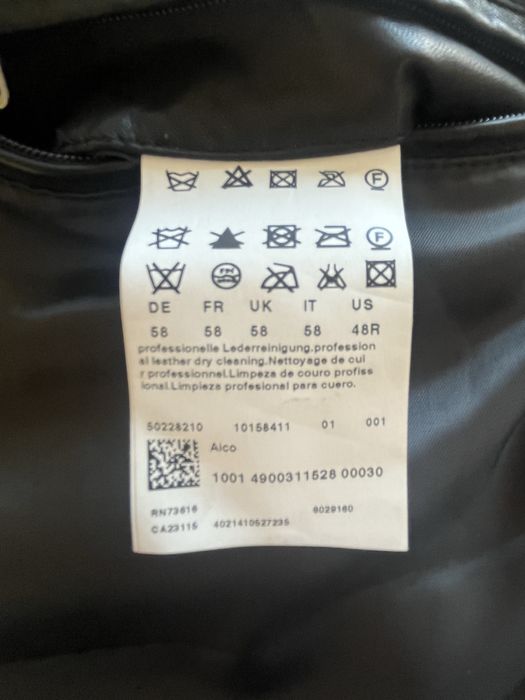 F
F
DE FR UK IT US
58 58 58 58 48R
professionelle Lederreinigung.profession
al leather dry cleaning.Nettoyage de cui
r professionnel.Limpeza de couro profiss
ional.Limpieza profesional para cuero.
50228210 10158411 01 001
Aico
1001 4900311528 00030
RN73616 6029160
CA23115 4021410527235